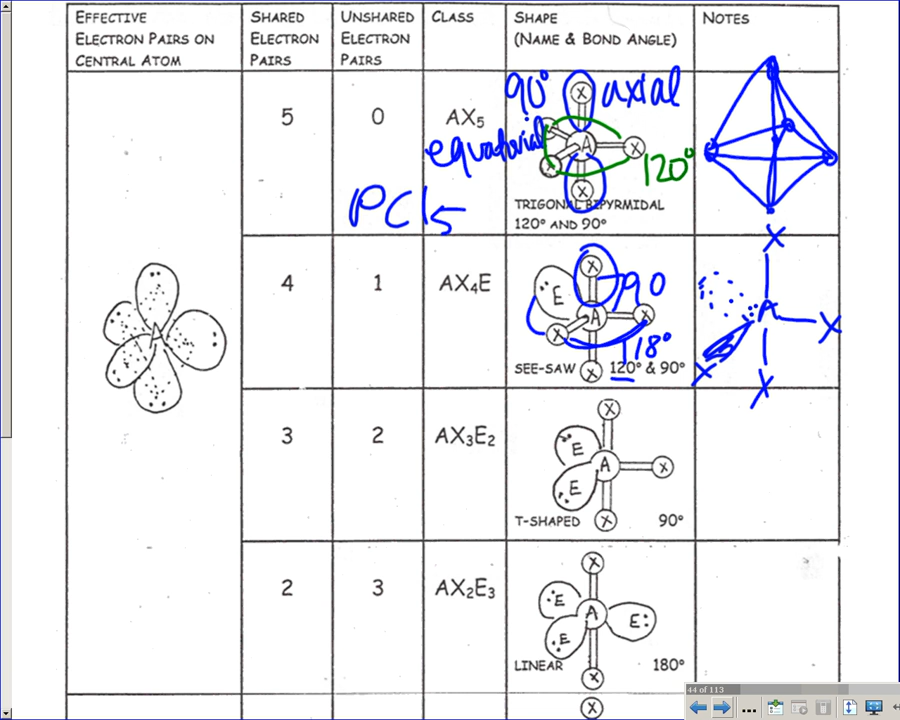 EFFECTIVE
ELECTRON PAIRS ON
CENTRAL ATOM
SHARED
ELECTRON
PAIRS
UNSHARED
ELECTRON
PAIRS
CLASS
SHAPE
(NAME & BOND ANGLE)
NOTES
A
5
0
AX5
PCl5
90°
axial
equatorial
120°
X
A
X
X
X
X
TRIGONAL BIPYRMIDAL
120° AND 90°
4
1
AX4E
X
E
A
X
X
X
90
118°
SEE-SAW
120° & 90°
X
A
X
X
X
3
2
AX3E2
X
E
A
X
E
X
T-SHAPED
90°
2
3
AX2E3
X
E
A
E
E
X
LINEAR
180°
X
44 of 113